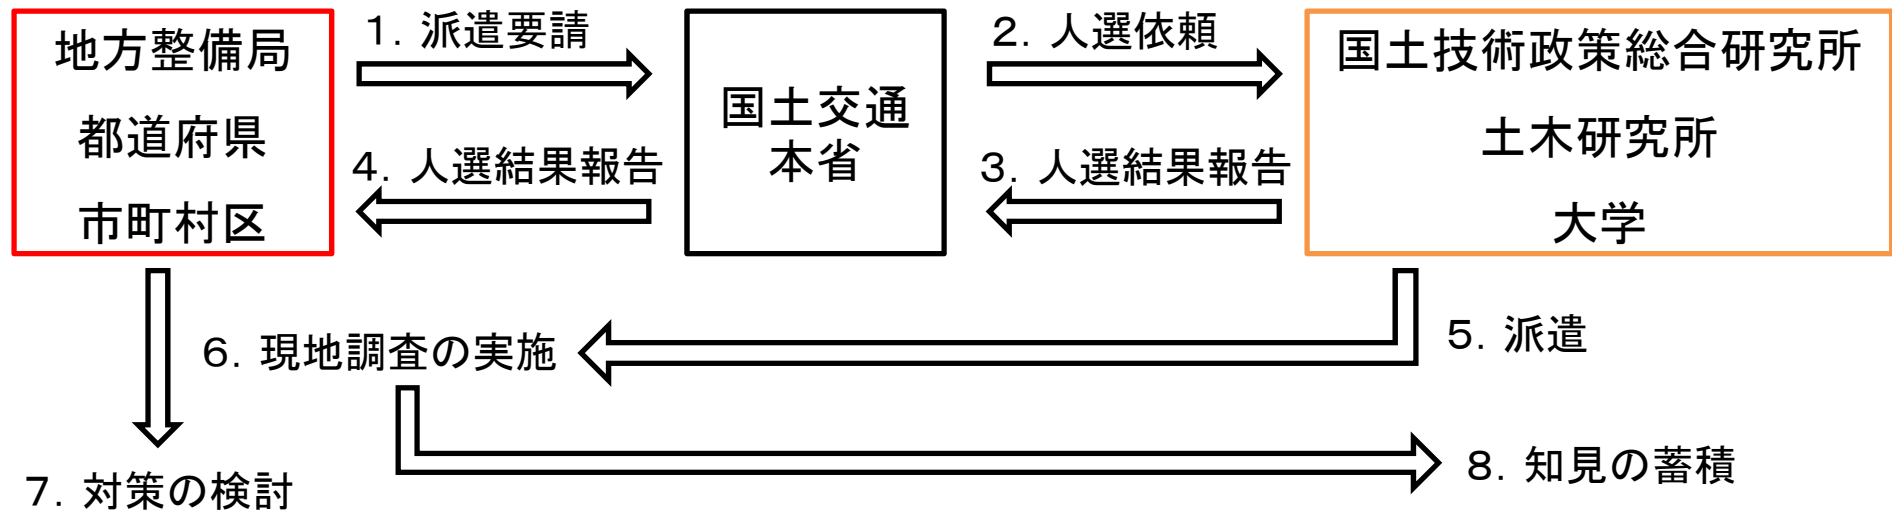 地方整備局
都道府県
市町村区
1．派遣要請
4．人選結果報告
国土交通
本省
2．人選依頼
3．人選結果報告
国土技術政策総合研究所
土木研究所
大学
5．派遣
6．現地調査の実施
7．対策の検討
8．知見の蓄積